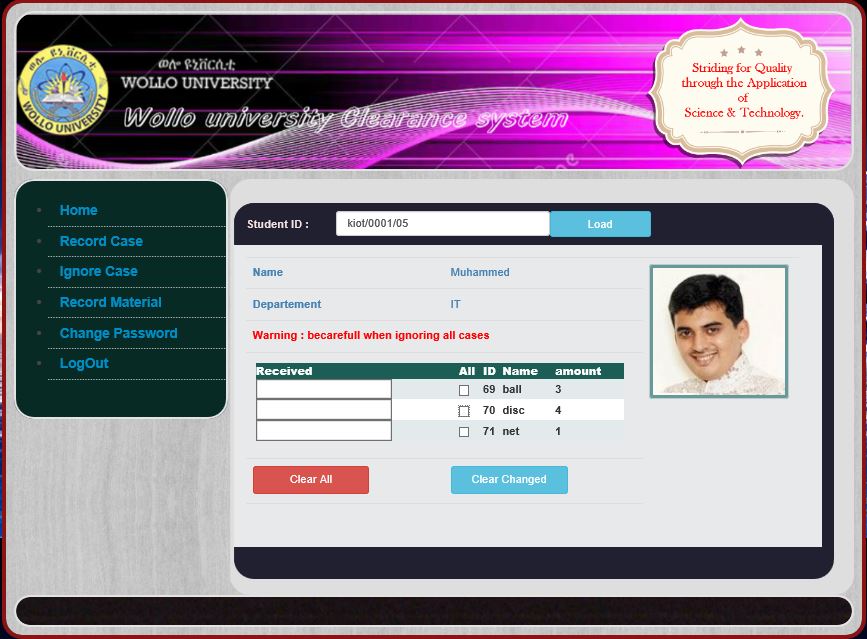 ወሎ ዩኒቨርሲቲ
WOLLO UNIVERSITY
WOLLO UNIVERSITY
Wollo university Clearance system
Striding for Quality
through the Application
of
Science & Technology.
Home
Record Case
Ignore Case
Record Material
Change Password
LogOut
Student ID : kiot/0001/05 Load
Name Muhammed
Departement IT
Warning : becarefull when ignoring all cases
Received All ID Name amount
69 ball 3
70 disc 4
71 net 1
Clear All Clear Changed